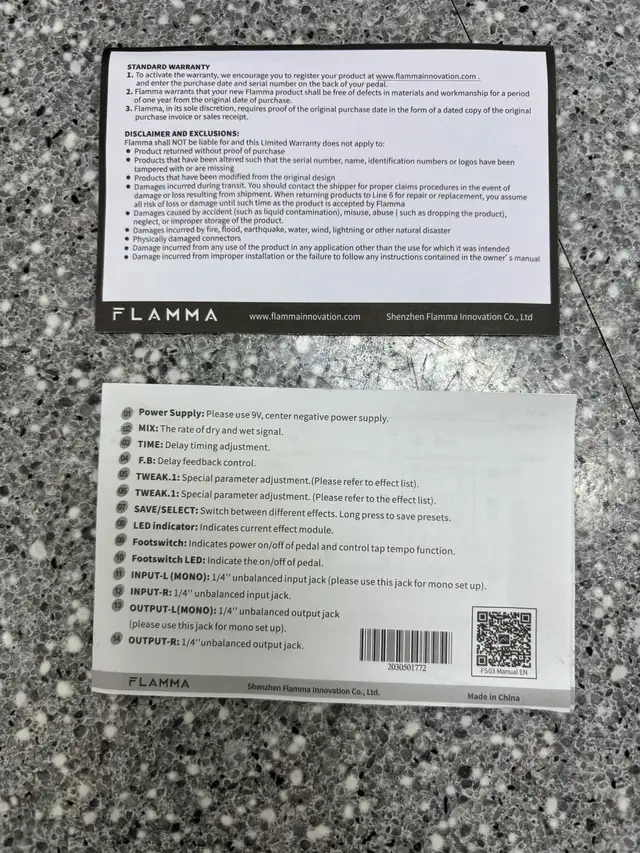 STANDARD WARRANTY
1. To activate the warranty, we encourage you to register your product at www.flammainnovation.com .
and enter the purchase date and serial number on the back of your pedal.
2. Flamma warrants that your new Flamma product shall be free of defects in materials and workmanship for a period
of one year from the original date of purchase.
3. Flamma, in its sole discretion, requires proof of the original purchase date in the form of a dated copy of the original
purchase invoice or sales receipt.
DISCLAIMER AND EXCLUSIONS:
Flamma shall NOT be liable for and this Limited Warranty does not apply to:
● Product returned without proof of purchase
● Products that have been altered such that the serial number, name, identification numbers or logos have been
tampered with or are missing
● Products that have been modified from the original design
● Damages incurred during transit. You should contact the shipper for proper claims procedures in the event of
damage or loss resulting from shipment. When returning products to Line 6 for repair or replacement, you assume
all risk of loss or damage until such time as the product is accepted by Flamma
● Damages caused by accident (such as liquid contamination), misuse, abuse ( such as dropping the product),
neglect, or improper storage of the product.
● Damages incurred by fire, flood, earthquake, water, wind, lightning or other natural disaster
● Physically damaged connectors
● Damage incurred from any use of the product in any application other than the use for which it was intended
● Damage incurred from improper installation or the failure to follow any instructions contained in the owner's manual
FLAMMA www.flammainnovation.com Shenzhen Flamma Innovation Co., Ltd
01 Power Supply: Please use 9V, center negative power supply.
02 MIX: The rate of dry and wet signal.
03 TIME: Delay timing adjustment.
04 F.B: Delay feedback control.
05 TWEAK.1: Special parameter adjustment.(Please refer to effect list).
06 TWEAK.1: Special parameter adjustment. (Please refer to the effect list).
07 SAVE/SELECT: Switch between different effects. Long press to save presets.
08 LED indicator: Indicates current effect module.
09 Footswitch: Indicates power on/off of pedal and control tap tempo function.
10 Footswitch LED: Indicate the on/off of pedal.
11 INPUT-L (MONO): 1/4'' unbalanced input jack (please use this jack for mono set up).
12 INPUT-R: 1/4'' unbalanced input jack.
13 OUTPUT-L(MONO): 1/4'' unbalanced output jack
(please use this jack for mono set up).
14 OUTPUT-R: 1/4''unbalanced output jack.
2030501772
FS03 Manual EN
FLAMMA Shenzhen Flamma Innovation Co., Ltd. Made in China